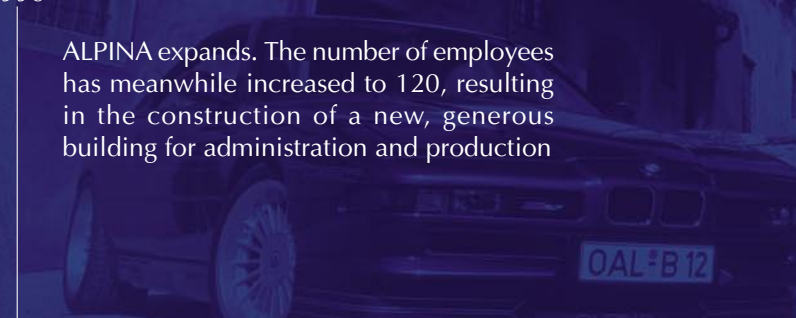 ALPINA expands. The number of employees
has meanwhile increased to 120, resulting
in the construction of a new, generous
building for administration and production
OAL B 12